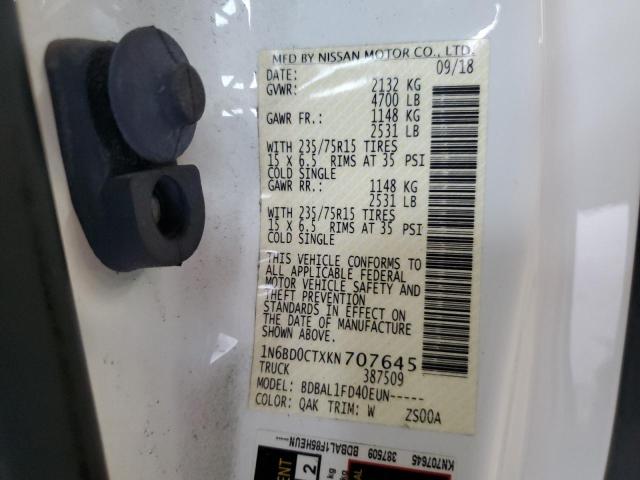 MFD BY NISSAN MOTOR CO., LTD.
DATE: 09/18
GVWR: 2132 KG
4700 LB
GAWR FR.: 1148 KG
2531 LB
WITH 235/75R15 TIRES
15 X 6.5 RIMS AT 35 PSI
COLD SINGLE
GAWR RR.: 1148 KG
2531 LB
WITH 235/75R15 TIRES
15 X 6.5 RIMS AT 35 PSI
COLD SINGLE
THIS VEHICLE CONFORMS TO
ALL APPLICABLE FEDERAL
MOTOR VEHICLE SAFETY AND
THEFT PREVENTION
STANDARDS IN EFFECT ON
THE DATE OF MANUFACTURE
SHOWN ABOVE.
1N6BD0CTXKN707645
TRUCK 387509
MODEL: BDBAL1FD40EUN-----
COLOR: QAK TRIM: W ZS00A
KN707645 387509 BDBAL1F85HEUN-----